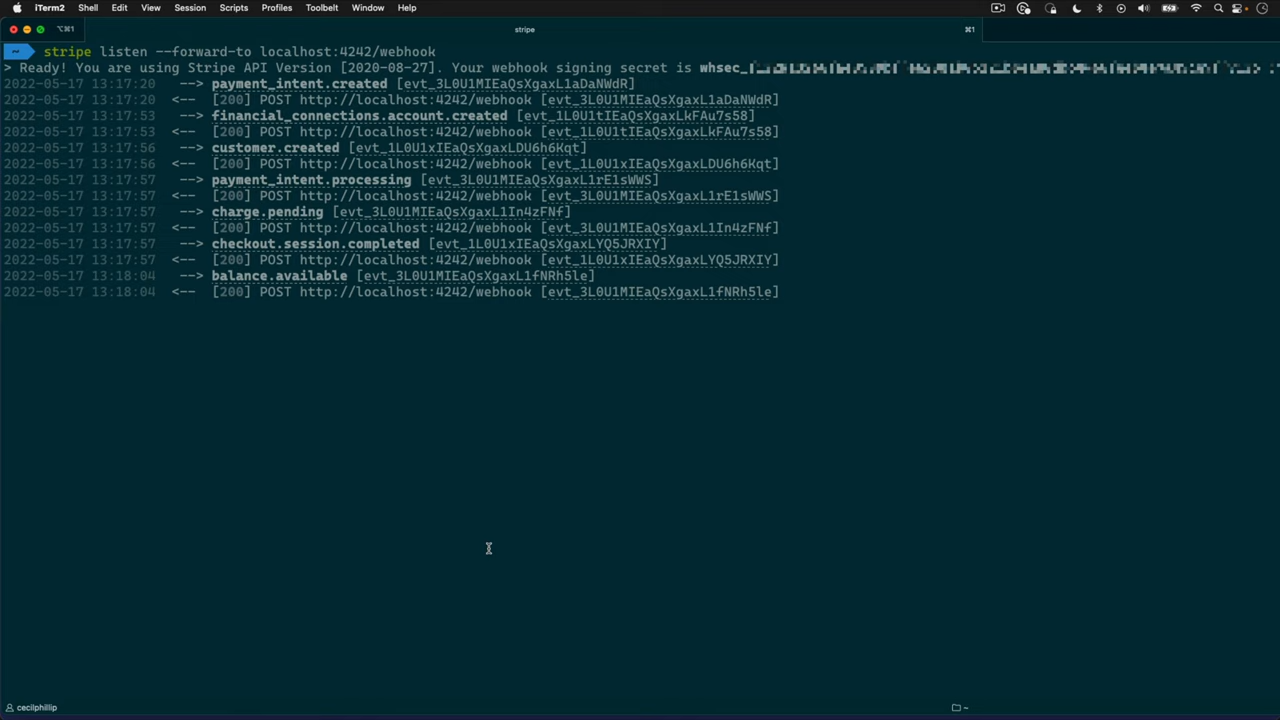 iTerm2 Shell Edit View Session Scripts Profiles Toolbelt Window Help
⌥⌘1 stripe ⌘1
~ stripe listen --forward-to localhost:4242/webhook
> Ready! You are using Stripe API Version [2020-08-27]. Your webhook signing secret is whsec_
2022-05-17 13:17:20 --> payment_intent.created [evt_3L0U1MIEaQsXgaxL1aDaNWdR]
2022-05-17 13:17:20 <-- [200] POST http://localhost:4242/webhook [evt_3L0U1MIEaQsXgaxL1aDaNWdR]
2022-05-17 13:17:53 --> financial_connections.account.created [evt_1L0U1tIEaQsXgaxLkFAu7s58]
2022-05-17 13:17:53 <-- [200] POST http://localhost:4242/webhook [evt_1L0U1tIEaQsXgaxLkFAu7s58]
2022-05-17 13:17:56 --> customer.created [evt_1L0U1xIEaQsXgaxLDU6h6Kqt]
2022-05-17 13:17:56 <-- [200] POST http://localhost:4242/webhook [evt_1L0U1xIEaQsXgaxLDU6h6Kqt]
2022-05-17 13:17:57 --> payment_intent.processing [evt_3L0U1MIEaQsXgaxL1rE1sWWS]
2022-05-17 13:17:57 <-- [200] POST http://localhost:4242/webhook [evt_3L0U1MIEaQsXgaxL1rE1sWWS]
2022-05-17 13:17:57 --> charge.pending [evt_3L0U1MIEaQsXgaxL1In4zFNf]
2022-05-17 13:17:57 <-- [200] POST http://localhost:4242/webhook [evt_3L0U1MIEaQsXgaxL1In4zFNf]
2022-05-17 13:17:57 --> checkout.session.completed [evt_1L0U1xIEaQsXgaxLYQ5JRXIY]
2022-05-17 13:17:57 <-- [200] POST http://localhost:4242/webhook [evt_1L0U1xIEaQsXgaxLYQ5JRXIY]
2022-05-17 13:18:04 --> balance.available [evt_3L0U1MIEaQsXgaxL1fNRh5le]
2022-05-17 13:18:04 <-- [200] POST http://localhost:4242/webhook [evt_3L0U1MIEaQsXgaxL1fNRh5le]
cecilphillip ~